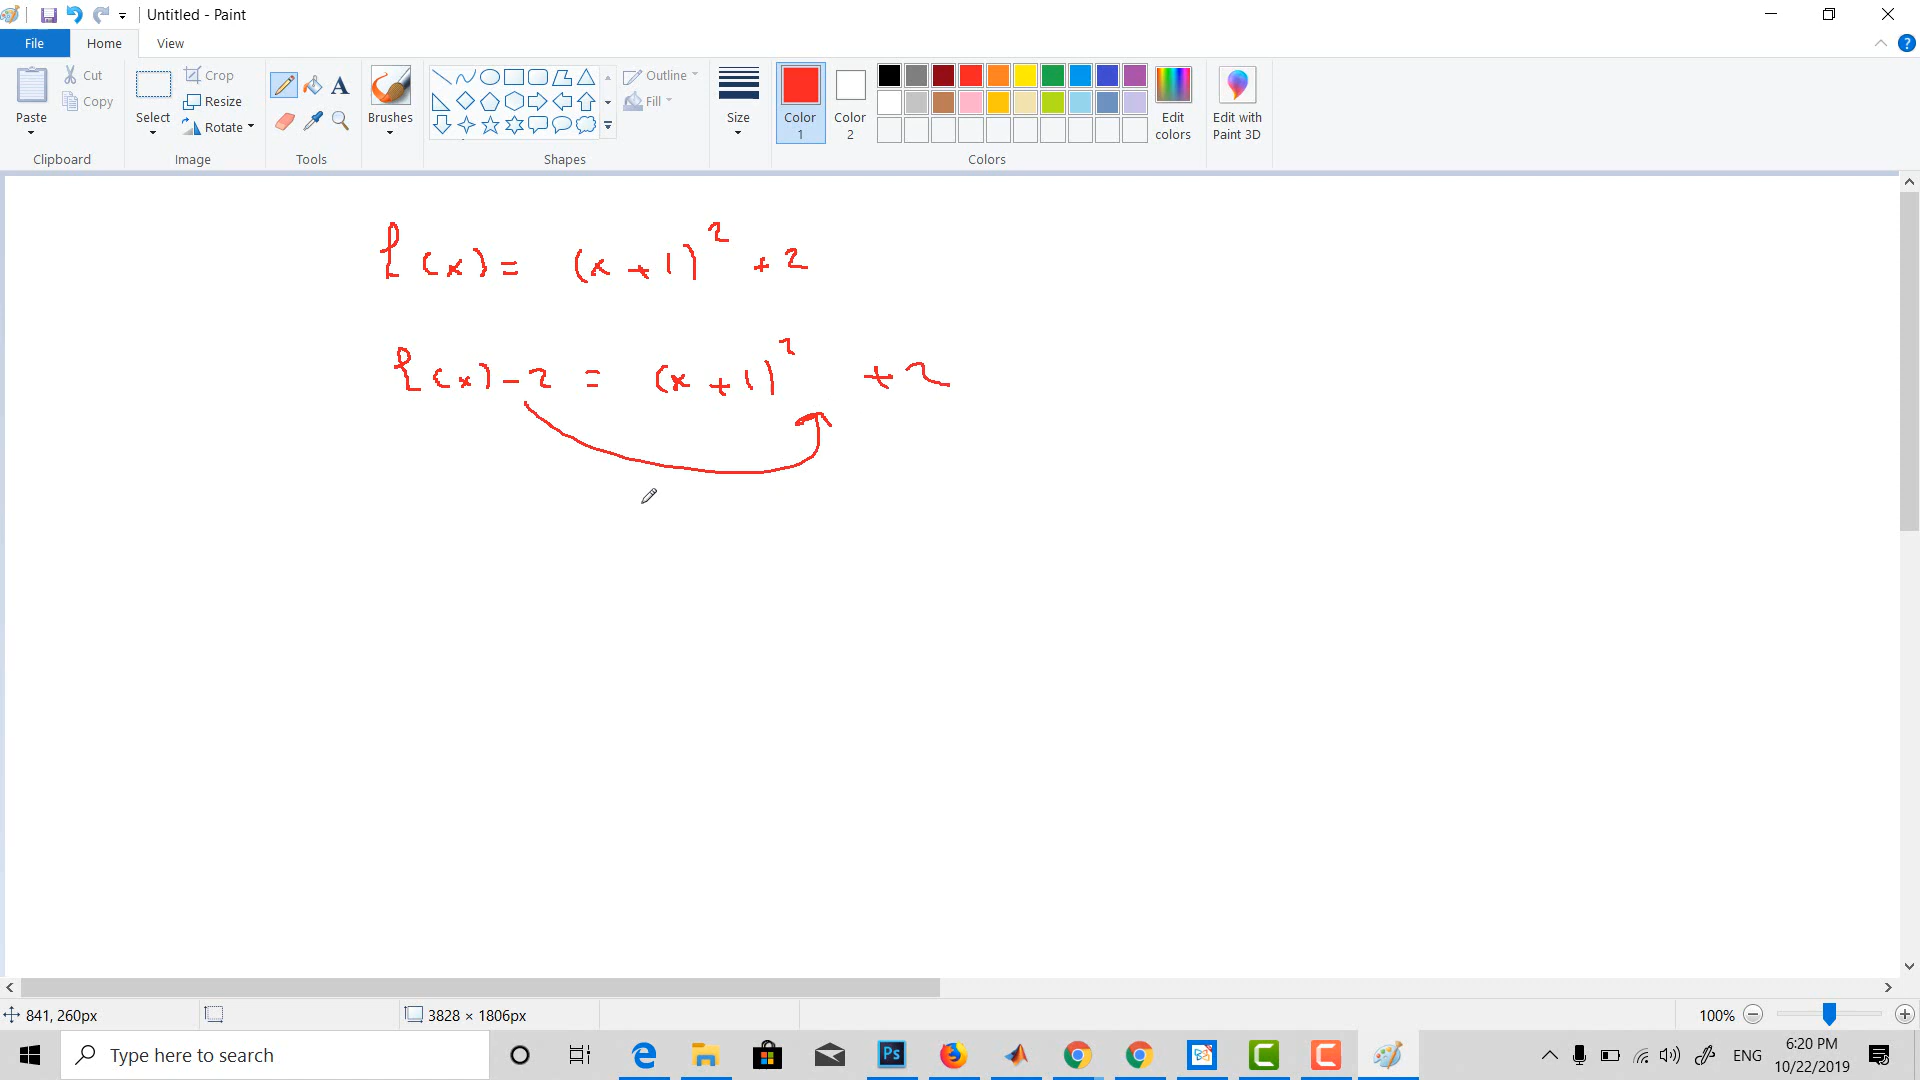 Untitled - Paint
File Home View
Paste Cut Copy Clipboard
Select Crop Resize Rotate Image
Tools
Brushes
Outline Fill Shapes
Size
Color 1 Color 2 Edit colors Colors
Edit with Paint 3D
f(x) = (x+1)² + 2
f(x) - 2 = (x+1)² + 2
841, 260px 3828 × 1806px 100%
Type here to search ENG 6:20 PM
10/22/2019